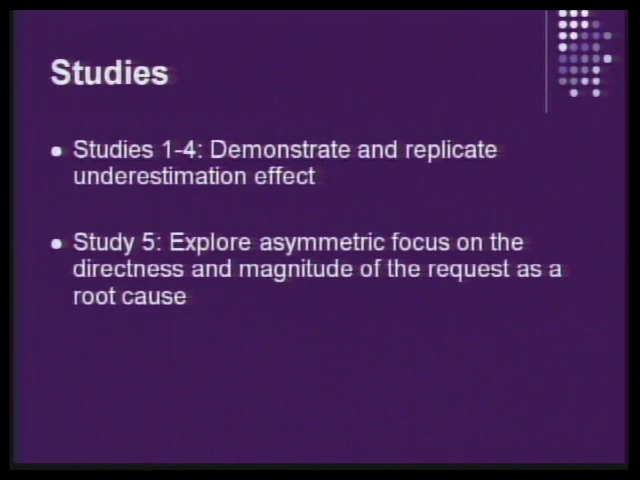 Studies
• Studies 1-4: Demonstrate and replicate
underestimation effect
• Study 5: Explore asymmetric focus on the
directness and magnitude of the request as a
root cause